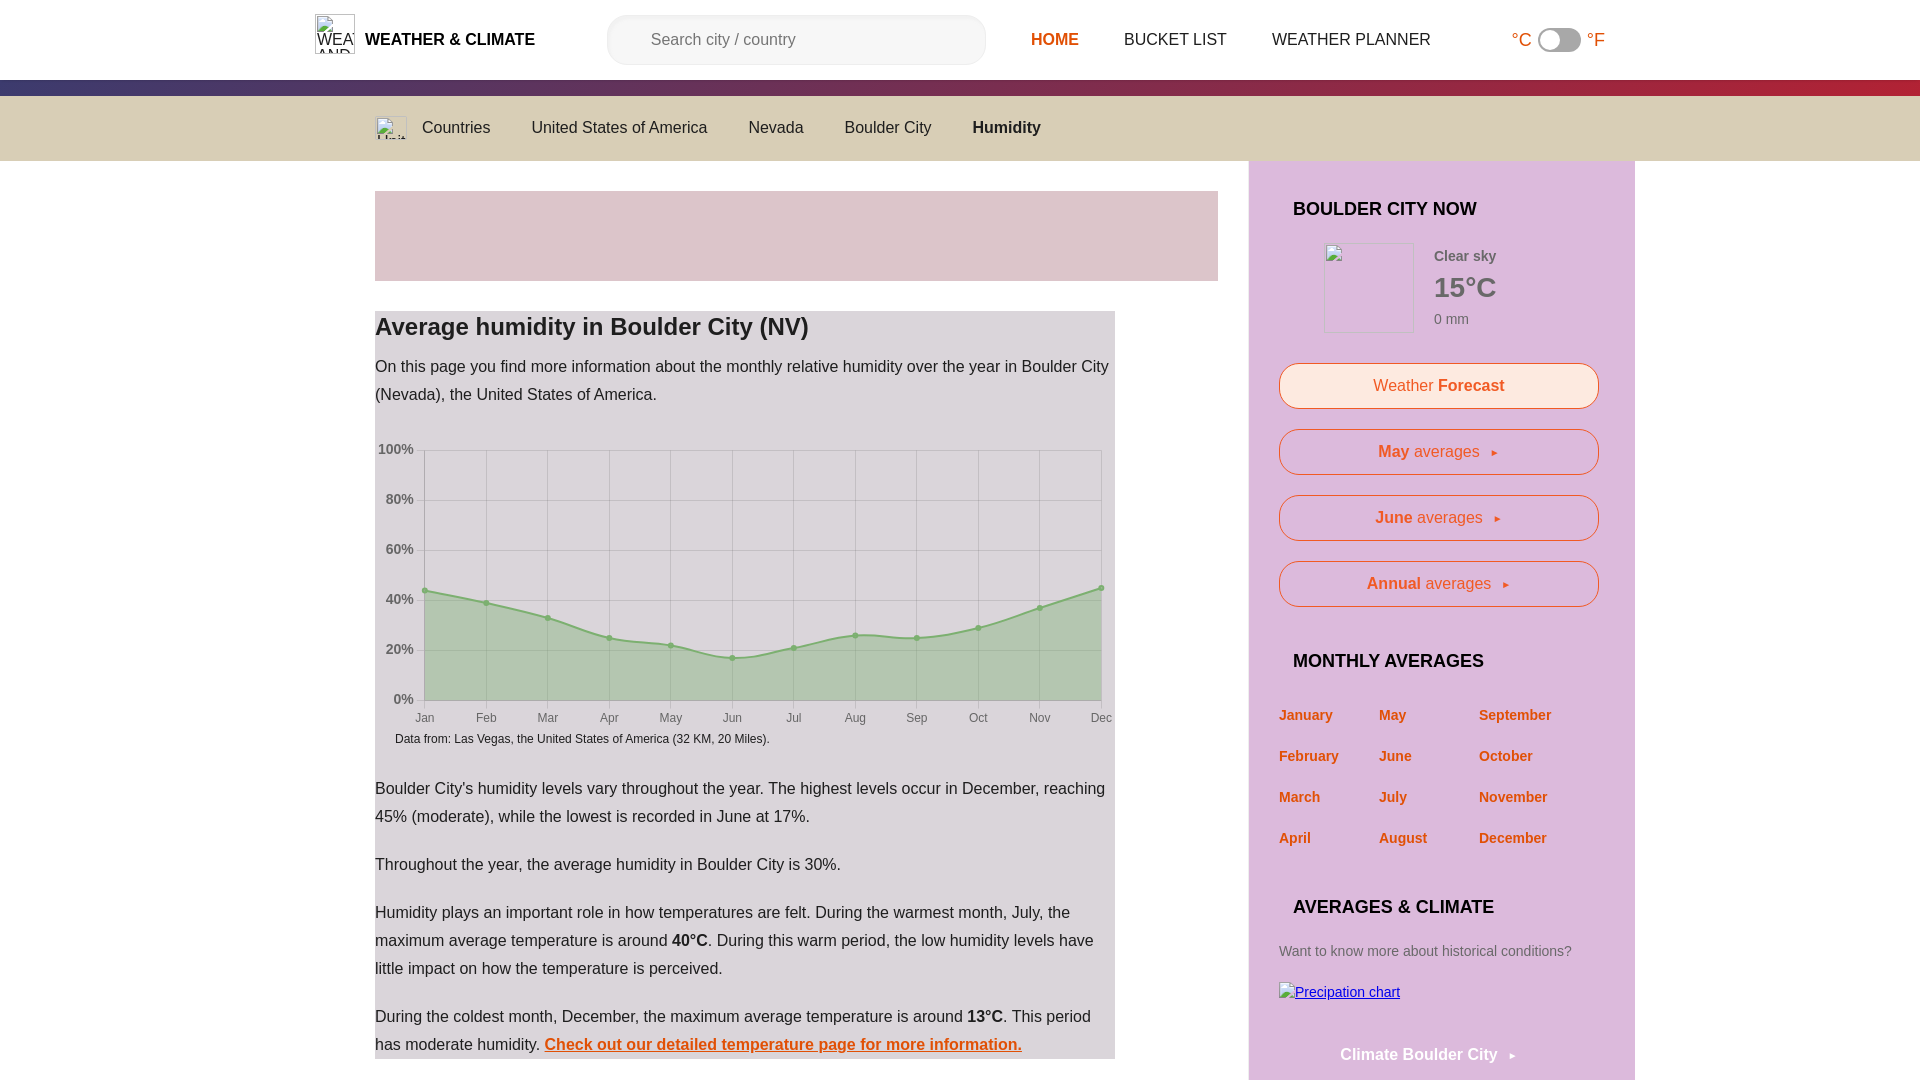 WEATHER & CLIMATE
Search city / country
HOME
BUCKET LIST
WEATHER PLANNER
°C
°F
Countries
United States of America
Nevada
Boulder City
Humidity
Average humidity in Boulder City (NV)
On this page you find more information about the monthly relative humidity over the year in Boulder City
(Nevada), the United States of America.
100%
80%
60%
40%
20%
0%
Jan Feb Mar Apr May Jun Jul Aug Sep Oct Nov Dec
Data from: Las Vegas, the United States of America (32 KM, 20 Miles).
Boulder City's humidity levels vary throughout the year. The highest levels occur in December, reaching
45% (moderate), while the lowest is recorded in June at 17%.
Throughout the year, the average humidity in Boulder City is 30%.
Humidity plays an important role in how temperatures are felt. During the warmest month, July, the
maximum average temperature is around 40°C. During this warm period, the low humidity levels have
little impact on how the temperature is perceived.
During the coldest month, December, the maximum average temperature is around 13°C. This period
has moderate humidity. Check out our detailed temperature page for more information.
BOULDER CITY NOW
Clear sky
15°C
0 mm
Weather Forecast
May averages ►
June averages ►
Annual averages ►
MONTHLY AVERAGES
January May September
February June October
March July November
April August December
AVERAGES & CLIMATE
Want to know more about historical conditions?
Precipation chart
Climate Boulder City ►